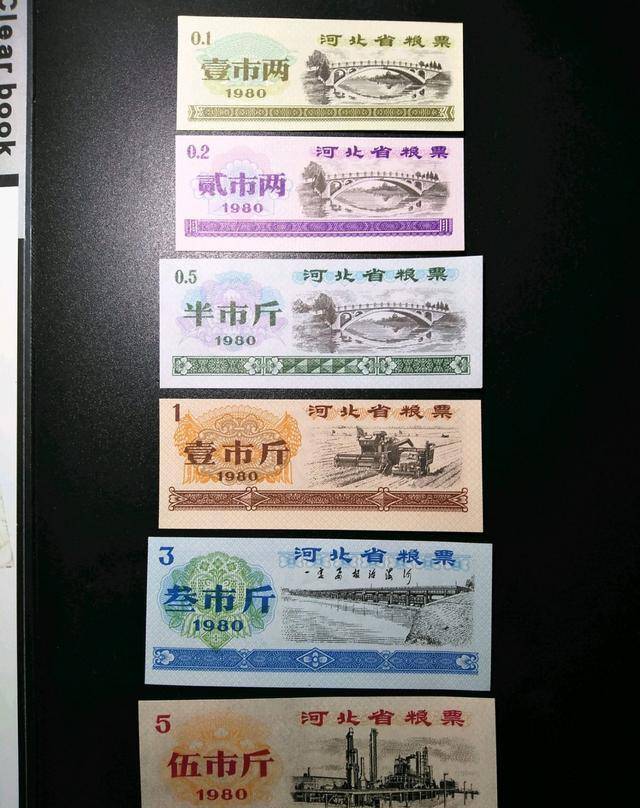 Clear book
0.1 河北省粮票
壹市两
1980
0.2 河北省粮票
贰市两
1980
0.5 河北省粮票
半市斤
1980
1 河北省粮票
壹市斤
1980
3 河北省粮票
一定要根治海河
叁市斤
1980
5 河北省粮票
伍市斤
1980